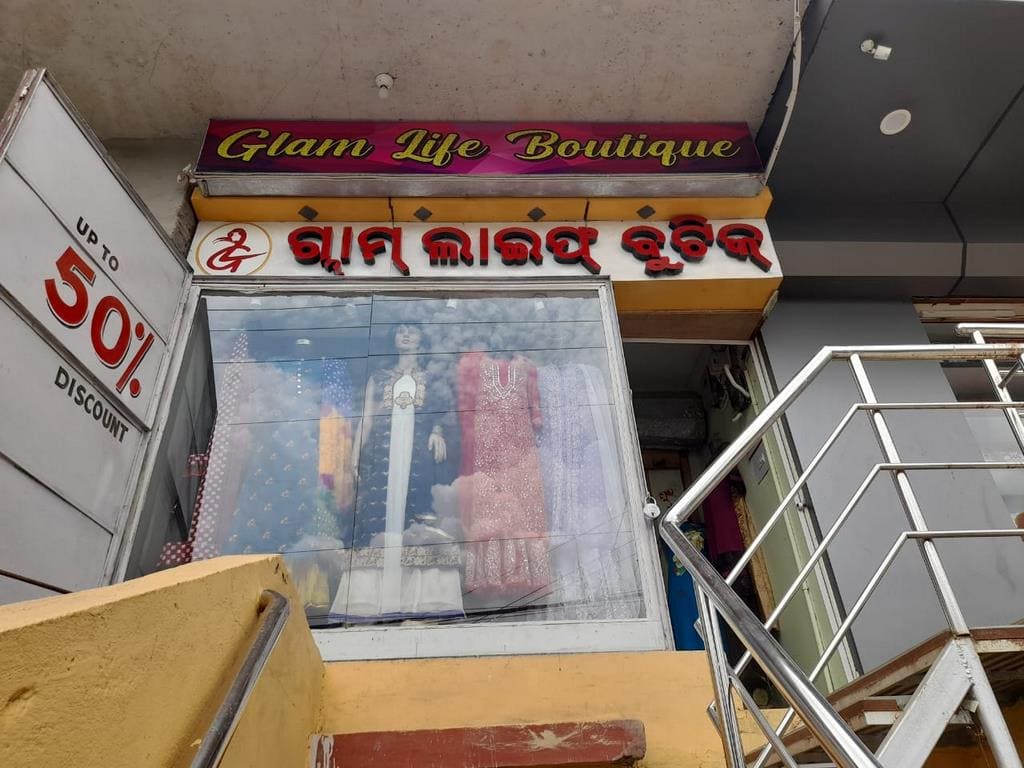 Glam Life Boutique
ଗ୍ଲାମ୍ ଲାଇଫ୍ ବୁଟିକ୍
UP TO
50%
DISCOUNT